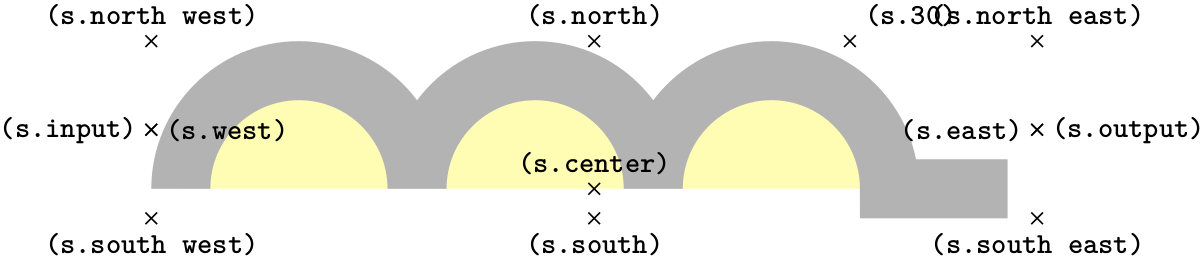 (s.north west)
(s.north)
(s.30)
(s.north east)
(s.input)
(s.west)
(s.east)
(s.output)
(s.center)
(s.south west)
(s.south)
(s.south east)